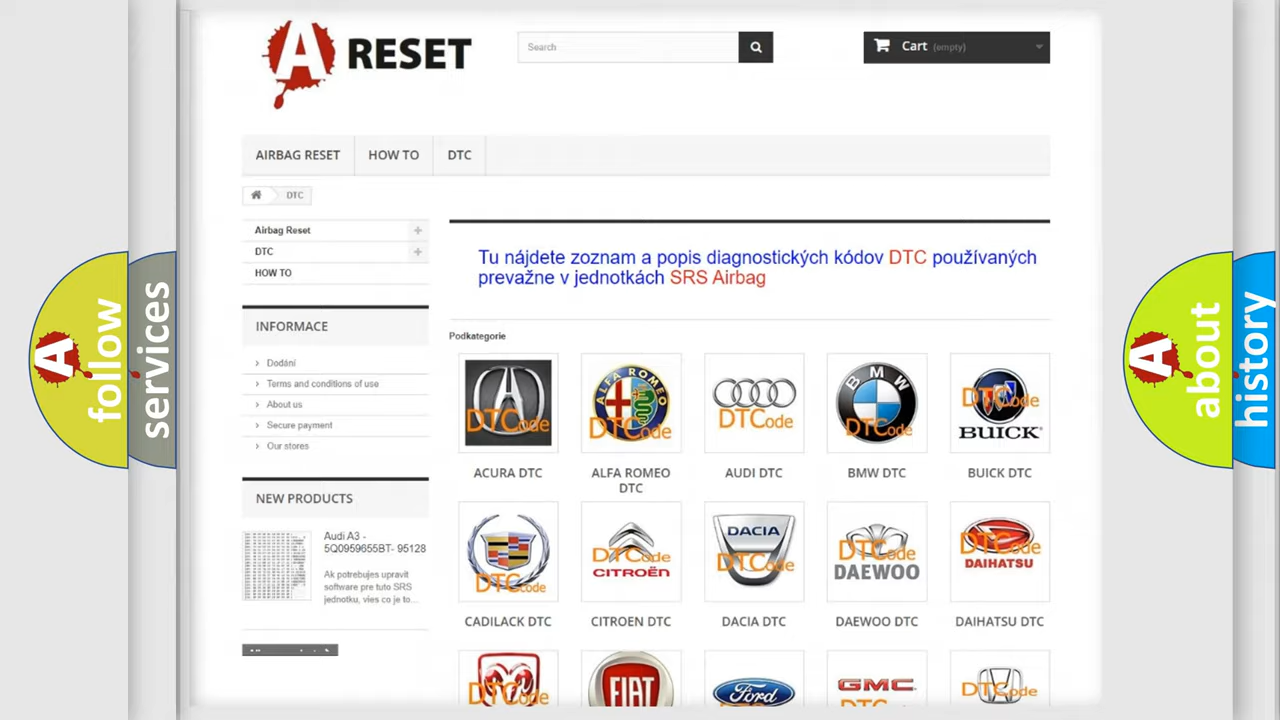 A RESET
Search
Cart (empty)
AIRBAG RESET
HOW TO
DTC
DTC
Airbag Reset
DTC
HOW TO
INFORMACE
Dodání
Terms and conditions of use
About us
Secure payment
Our stores
NEW PRODUCTS
Audi A3 -
5Q0959655BT- 95128
Ak potrebujes upravit
software pre tuto SRS
jednotku, vies co je to...
Tu nájdete zoznam a popis diagnostických kódov DTC používaných
prevažne v jednotkách SRS Airbag
Podkategorie
DTCode
ALFA ROMEO
DTCode
DTCode
BMW
DTCode
DTCode
BUICK
ACURA DTC
ALFA ROMEO
DTC
AUDI DTC
BMW DTC
BUICK DTC
DTCode
DTCode
CITROËN
DACIA
DTCode
DTCode
DAEWOO
DTCode
DAIHATSU
CADILACK DTC
CITROEN DTC
DACIA DTC
DAEWOO DTC
DAIHATSU DTC
DTCode
FIAT
Ford
GMC
DTCode
A
follow
services
A
about
history